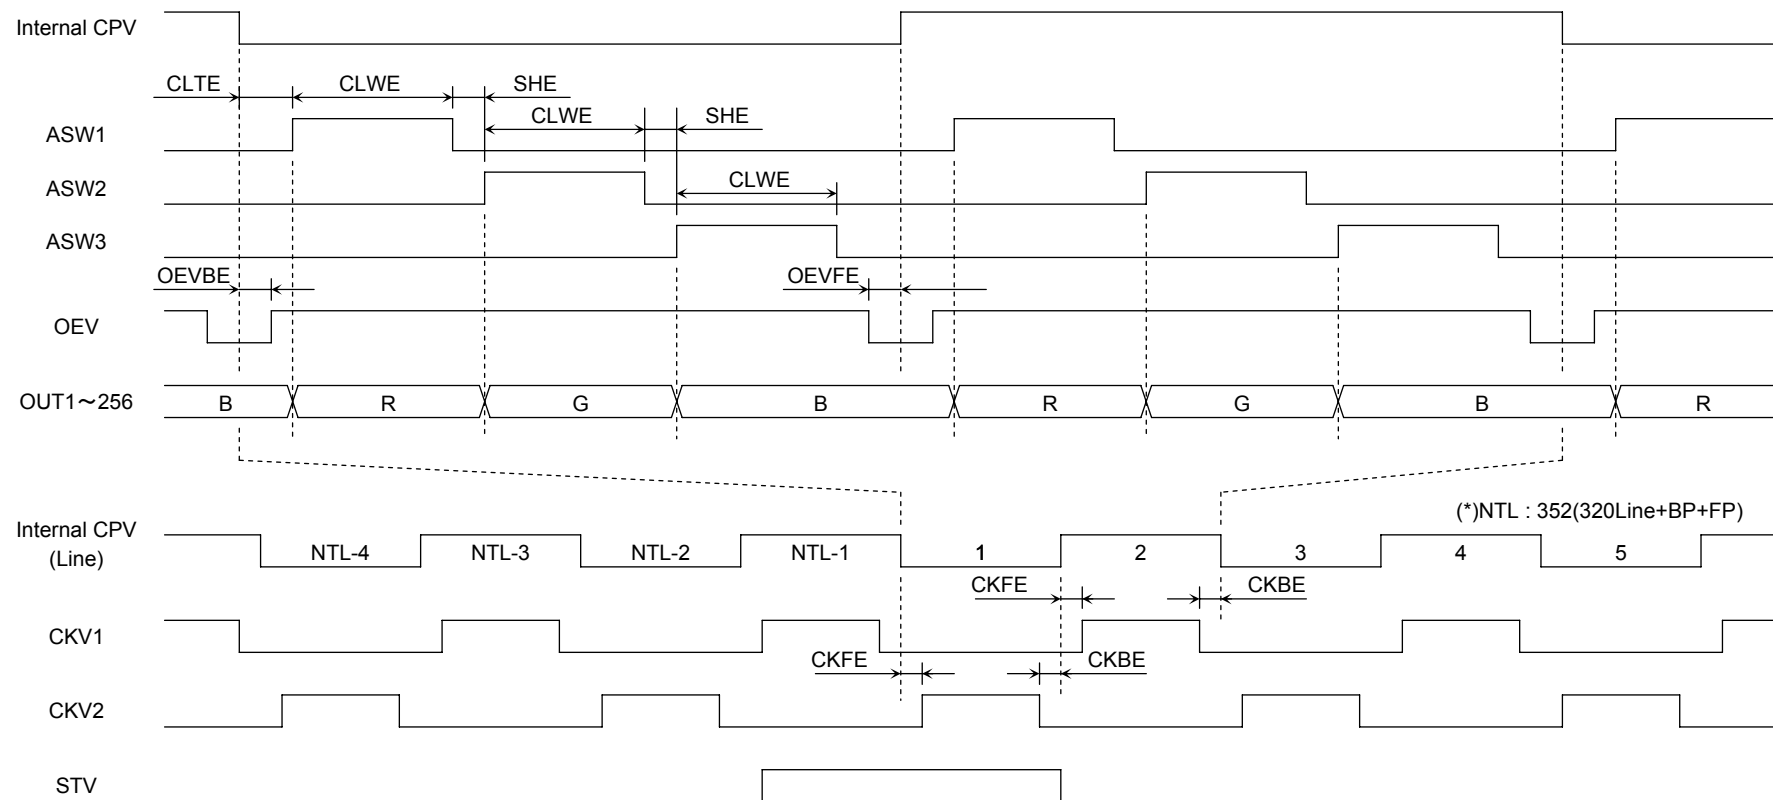 Internal CPV
CLTE CLWE SHE
CLWE SHE
ASW1
ASW2
CLWE
ASW3
OEVBE OEVFE
OEV
OUT1～256 B R G B R G B R
(*)NTL : 352(320Line+BP+FP)
Internal CPV
(Line)
NTL-4 NTL-3 NTL-2 NTL-1 1 2 3 4 5
CKFE CKBE
CKV1
CKFE CKBE
CKV2
STV